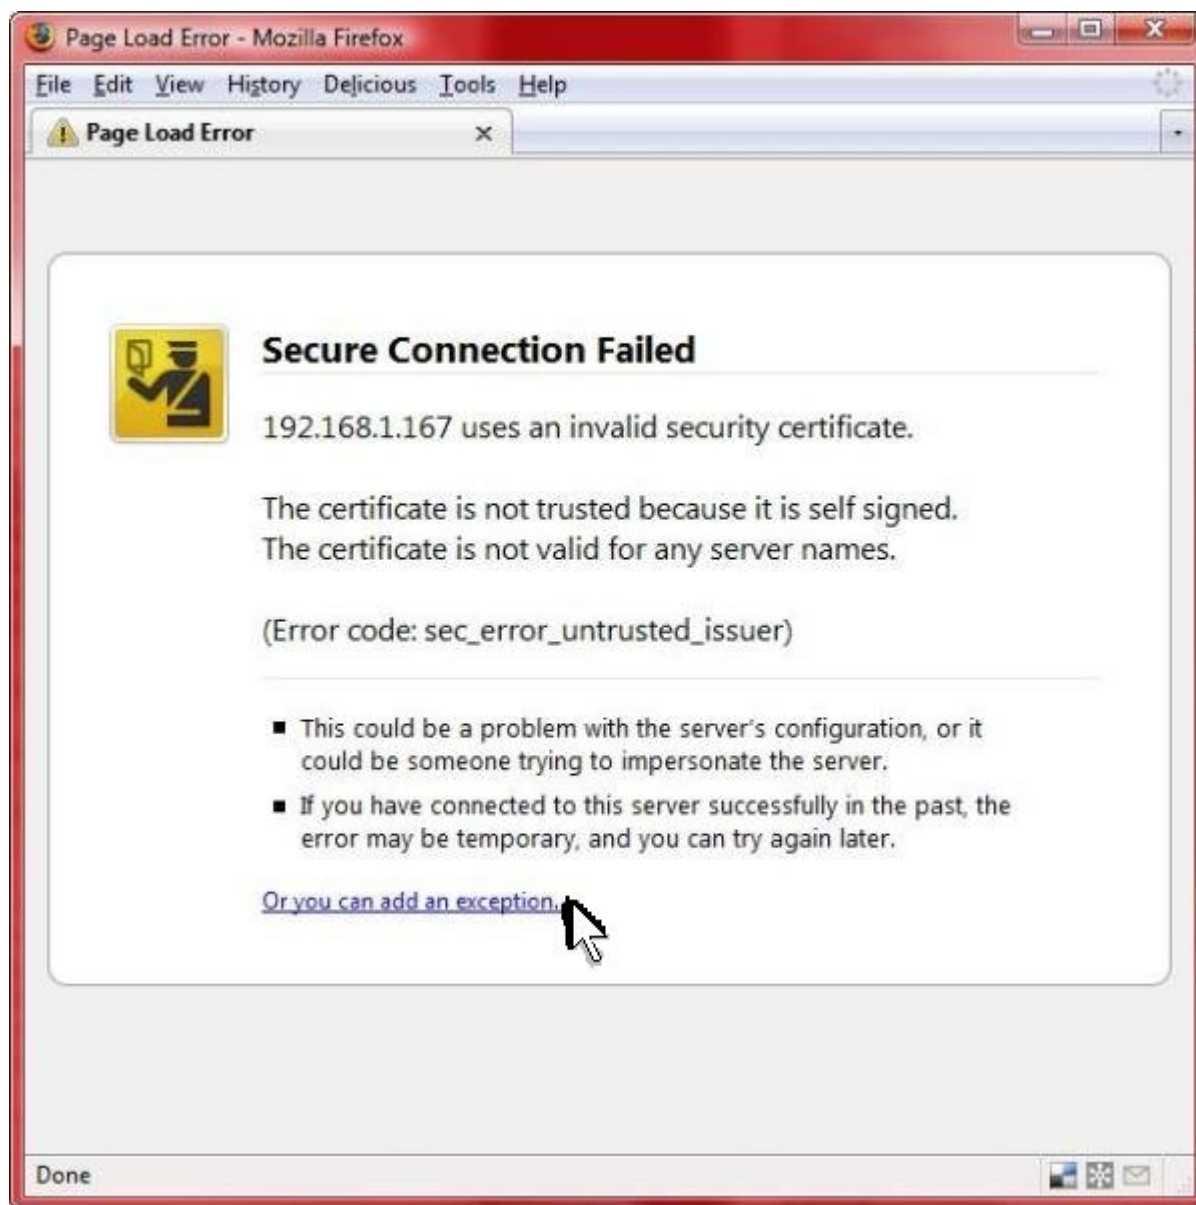 Page Load Error - Mozilla Firefox
File Edit View History Delicious Tools Help
Page Load Error
Secure Connection Failed
192.168.1.167 uses an invalid security certificate.
The certificate is not trusted because it is self signed.
The certificate is not valid for any server names.
(Error code: sec_error_untrusted_issuer)
This could be a problem with the server's configuration, or it
could be someone trying to impersonate the server.
If you have connected to this server successfully in the past, the
error may be temporary, and you can try again later.
Or you can add an exception.
Done